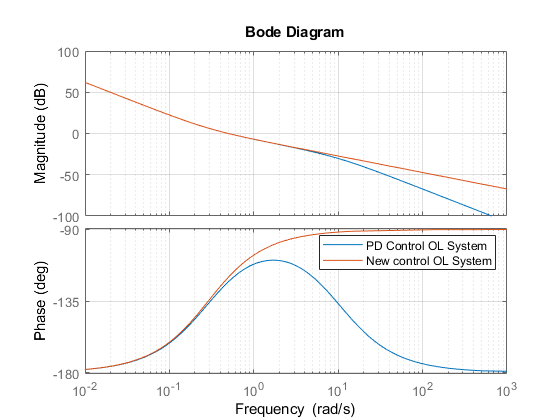 Bode Diagram
100
50
0
-50
-100
Magnitude (dB)
-90
-135
-180
Phase (deg)
PD Control OL System
New control OL System
10^-2
10^-1
10^0
10^1
10^2
10^3
Frequency (rad/s)